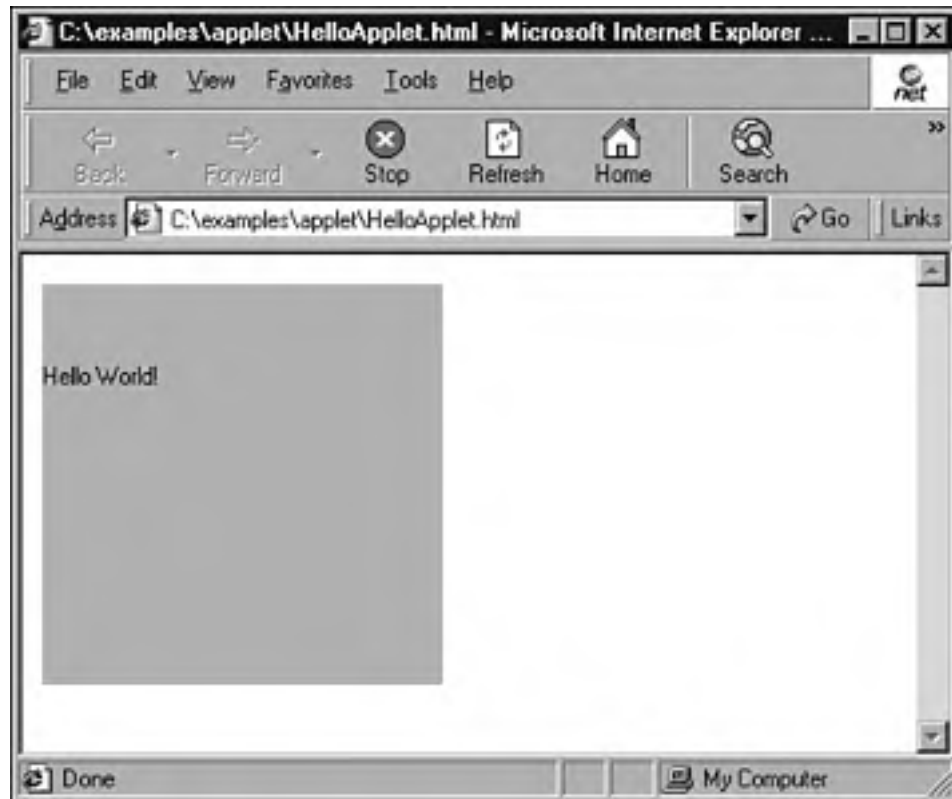 C:\examples\applet\HelloApplet.html - Microsoft Internet Explorer ...
File Edit View Favorites Tools Help
net
Back Forward Stop Refresh Home Search »
Address C:\examples\applet\HelloApplet.html Go Links
Hello World!
Done My Computer